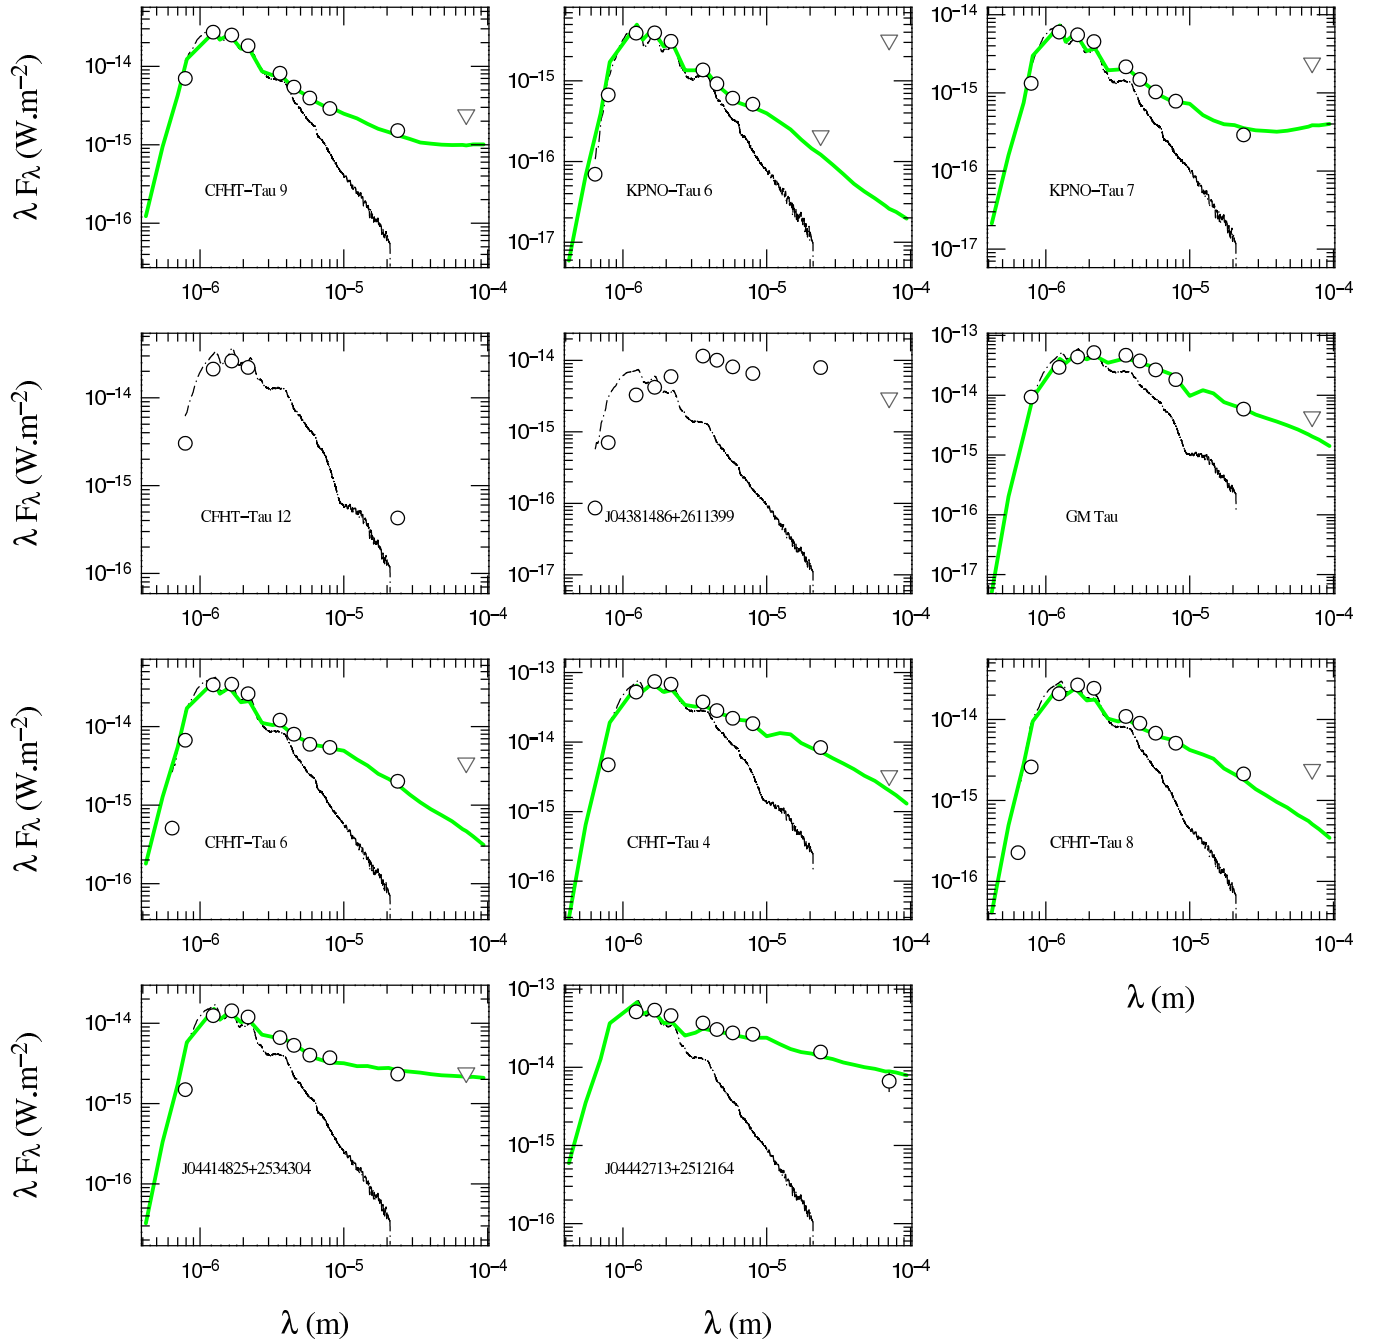 λ Fλ (W.m⁻²)
10⁻¹⁴
10⁻¹⁵
10⁻¹⁶
CFHT–Tau 9
10⁻⁶ 10⁻⁵ 10⁻⁴
10⁻¹⁵
10⁻¹⁶
10⁻¹⁷
KPNO–Tau 6
10⁻⁶ 10⁻⁵ 10⁻⁴
10⁻¹⁴
10⁻¹⁵
10⁻¹⁶
10⁻¹⁷
KPNO–Tau 7
10⁻⁶ 10⁻⁵ 10⁻⁴
λ Fλ (W.m⁻²)
10⁻¹⁴
10⁻¹⁵
10⁻¹⁶
CFHT–Tau 12
10⁻⁶ 10⁻⁵ 10⁻⁴
10⁻¹⁴
10⁻¹⁵
10⁻¹⁶
10⁻¹⁷
J04381486+2611399
10⁻⁶ 10⁻⁵ 10⁻⁴
10⁻¹³
10⁻¹⁴
10⁻¹⁵
10⁻¹⁶
10⁻¹⁷
GM Tau
10⁻⁶ 10⁻⁵ 10⁻⁴
λ Fλ (W.m⁻²)
10⁻¹⁴
10⁻¹⁵
10⁻¹⁶
CFHT–Tau 6
10⁻⁶ 10⁻⁵ 10⁻⁴
10⁻¹³
10⁻¹⁴
10⁻¹⁵
10⁻¹⁶
CFHT–Tau 4
10⁻⁶ 10⁻⁵ 10⁻⁴
10⁻¹⁴
10⁻¹⁵
10⁻¹⁶
CFHT–Tau 8
10⁻⁶ 10⁻⁵ 10⁻⁴
λ (m)
λ Fλ (W.m⁻²)
10⁻¹⁴
10⁻¹⁵
10⁻¹⁶
J04414825+2534304
10⁻⁶ 10⁻⁵ 10⁻⁴
λ (m)
10⁻¹³
10⁻¹⁴
10⁻¹⁵
10⁻¹⁶
J04442713+2512164
10⁻⁶ 10⁻⁵ 10⁻⁴
λ (m)